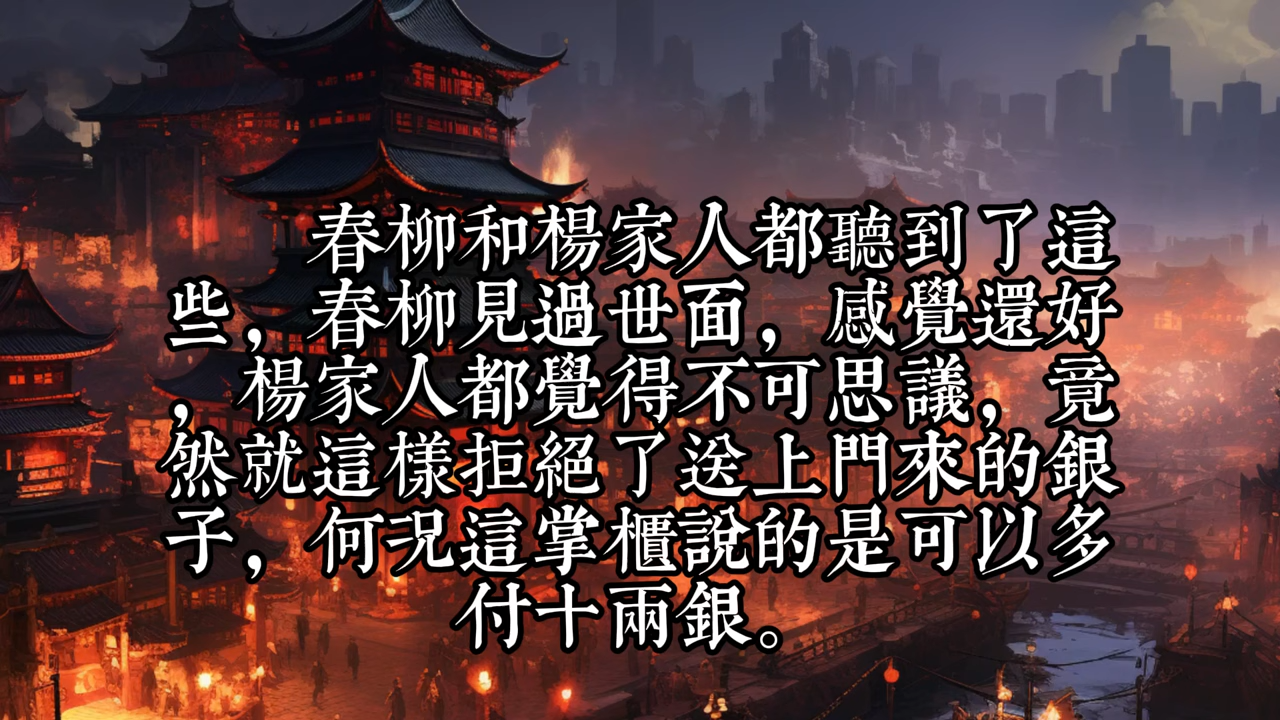 春柳和楊家人都聽到了這
些，春柳見過世面，感覺還好
，楊家人都覺得不可思議，竟
然就這樣拒絕了送上門來的銀
子，何況這掌櫃說的是可以多
付十兩銀。